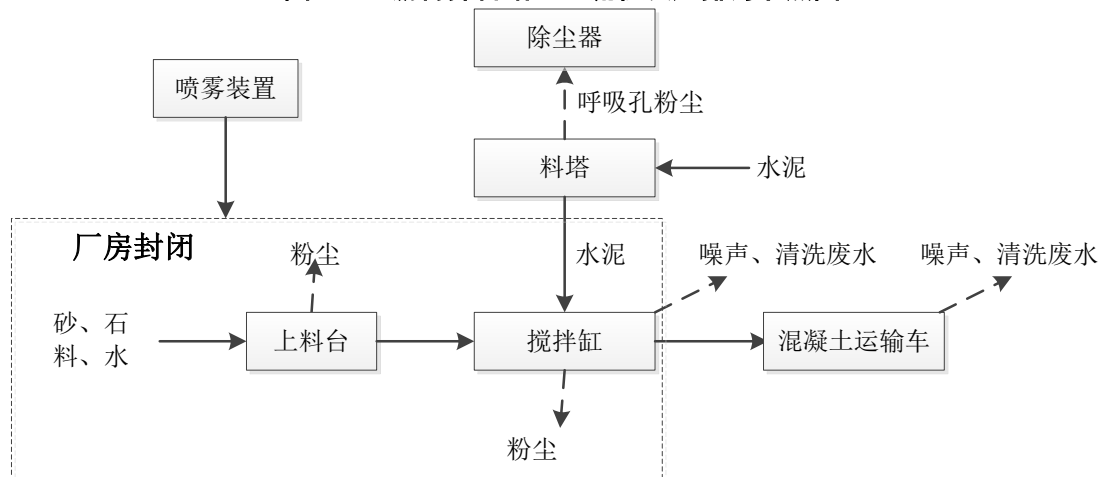 除尘器
喷雾装置
呼吸孔粉尘
料塔
水泥
厂房封闭
粉尘
水泥
噪声、清洗废水
噪声、清洗废水
砂、石
料、水
上料台
搅拌缸
混凝土运输车
粉尘